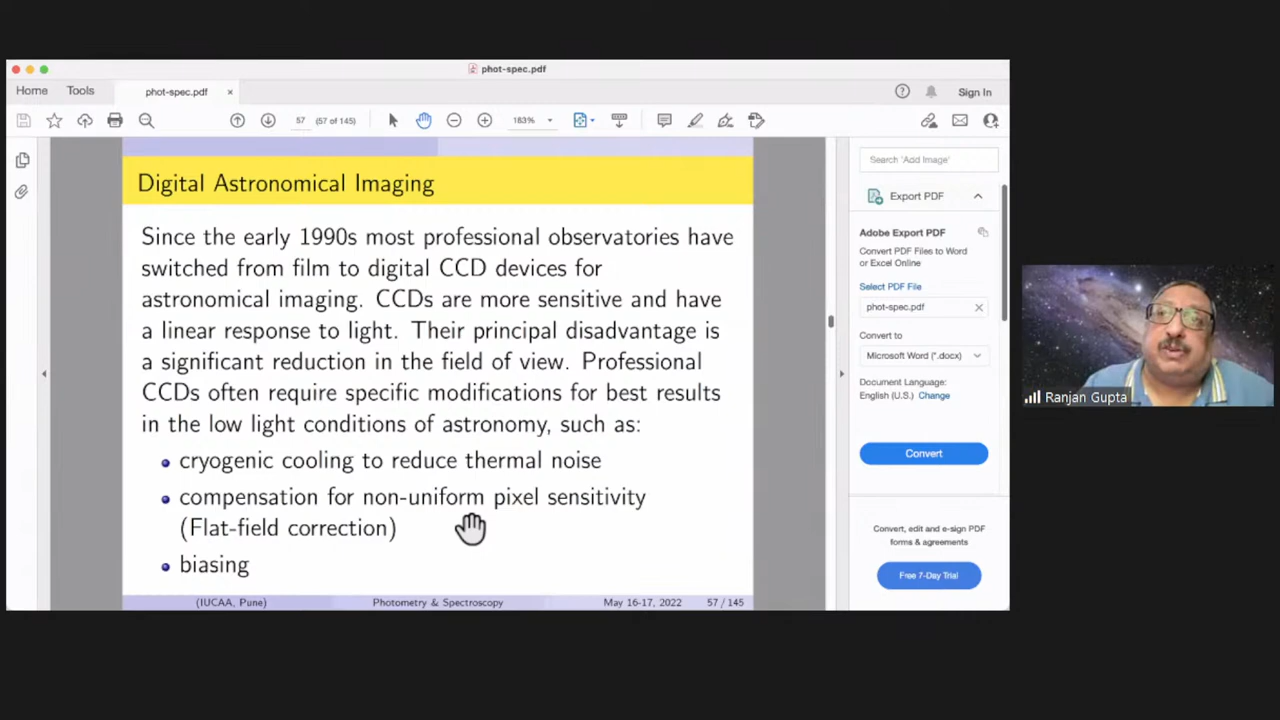 phot-spec.pdf
Home Tools phot-spec.pdf × Sign In
57 (57 of 145) 163%
Digital Astronomical Imaging
Since the early 1990s most professional observatories have
switched from film to digital CCD devices for
astronomical imaging. CCDs are more sensitive and have
a linear response to light. Their principal disadvantage is
a significant reduction in the field of view. Professional
CCDs often require specific modifications for best results
in the low light conditions of astronomy, such as:
cryogenic cooling to reduce thermal noise
compensation for non-uniform pixel sensitivity
(Flat-field correction)
biasing
(IUCAA, Pune) Photometry & Spectroscopy May 16-17, 2022 57 / 145
Search 'Add Image'
Export PDF
Adobe Export PDF
Convert PDF Files to Word
or Excel Online
Select PDF File
phot-spec.pdf ×
Convert to
Microsoft Word (*.docx)
Document Language:
English (U.S.) Change
Convert
Convert, edit and e-sign PDF
forms & agreements
Free 7-Day Trial
Ranjan Gupta